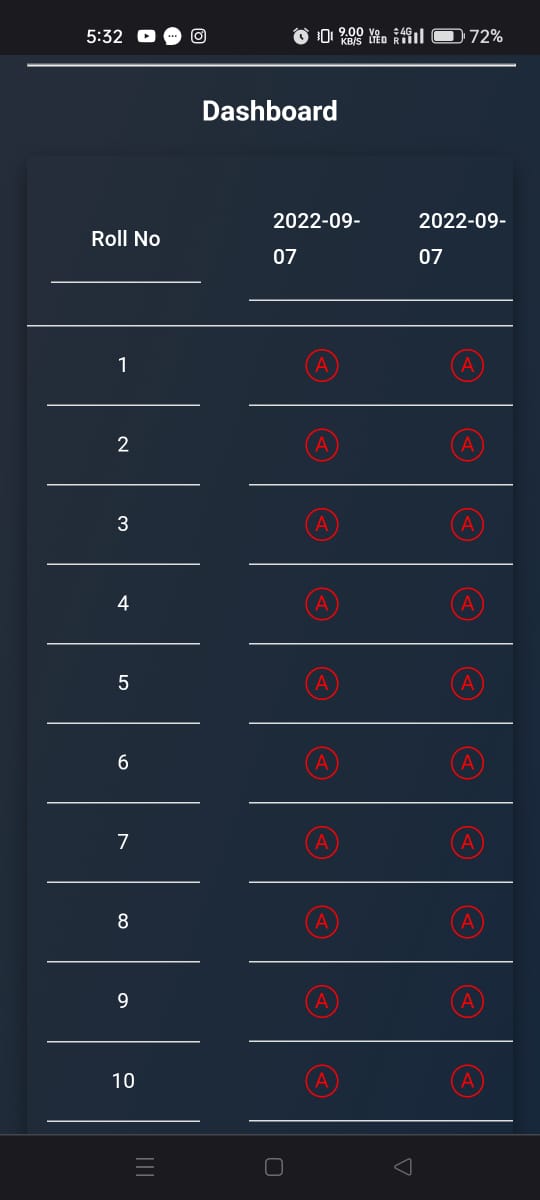 5:32 9.00 KB/S Vo LTE 4G R 72%
Dashboard
Roll No 2022-09-07 2022-09-07
1 A A
2 A A
3 A A
4 A A
5 A A
6 A A
7 A A
8 A A
9 A A
10 A A